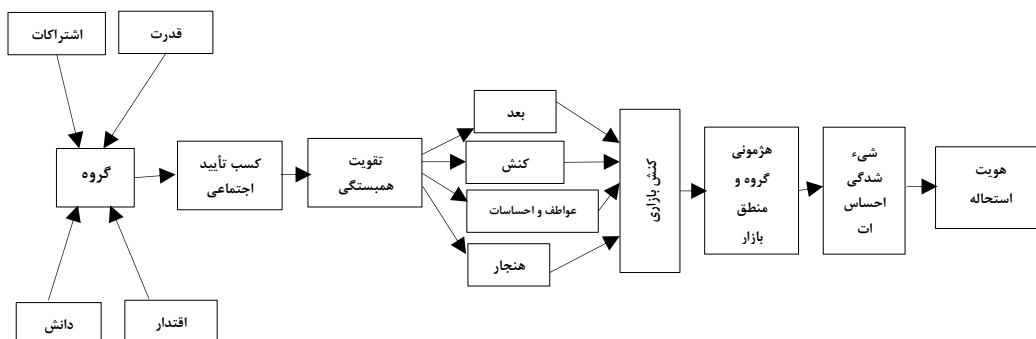 اشتراکات
قدرت
گروه
دانش
اقتدار
کسب تأیید
اجتماعی
تقویت
همبستگی
بعد
کنش
عواطف و احساسات
هنجار
کنش بازاری
هژمونی
گروه و
منطق
بازار
شیء
شدگی
احساس
ات
هویت
استحاله